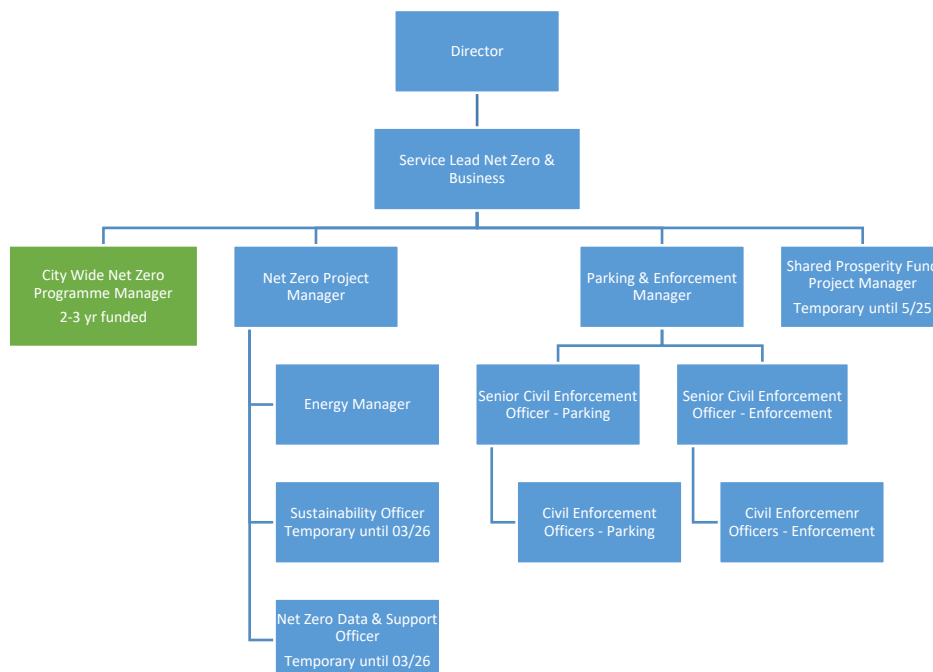 Director
Service Lead Net Zero &
Business
City Wide Net Zero
Programme Manager
2-3 yr funded
Net Zero Project
Manager
Parking & Enforcement
Manager
Shared Prosperity Fund
Project Manager
Temporary until 5/25
Energy Manager
Senior Civil Enforcement
Officer - Parking
Senior Civil Enforcement
Officer - Enforcement
Sustainability Officer
Temporary until 03/26
Civil Enforcement
Officers - Parking
Civil Enforcemenr
Officers - Enforcement
Net Zero Data & Support
Officer
Temporary until 03/26